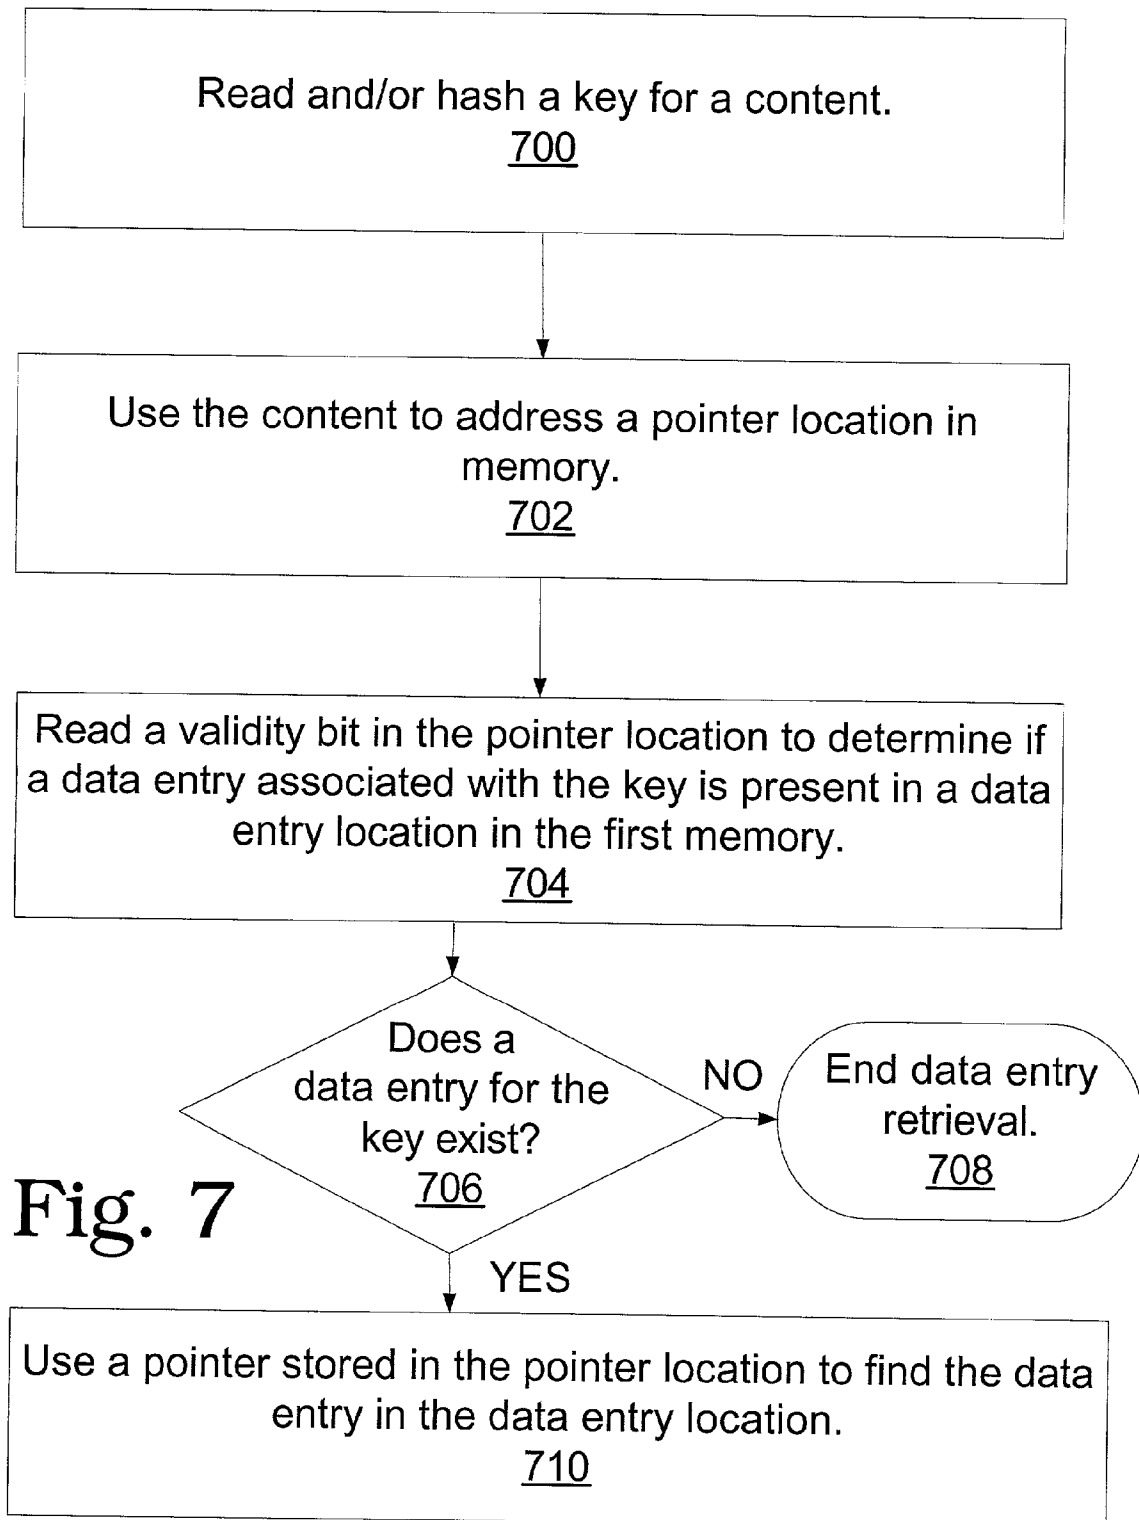 Read and/or hash a key for a content.
700
Use the content to address a pointer location in
memory.
702
Read a validity bit in the pointer location to determine if
a data entry associated with the key is present in a data
entry location in the first memory.
704
Does a
data entry for the
key exist?
706
NO
End data entry
retrieval.
708
Fig. 7
YES
Use a pointer stored in the pointer location to find the data
entry in the data entry location.
710